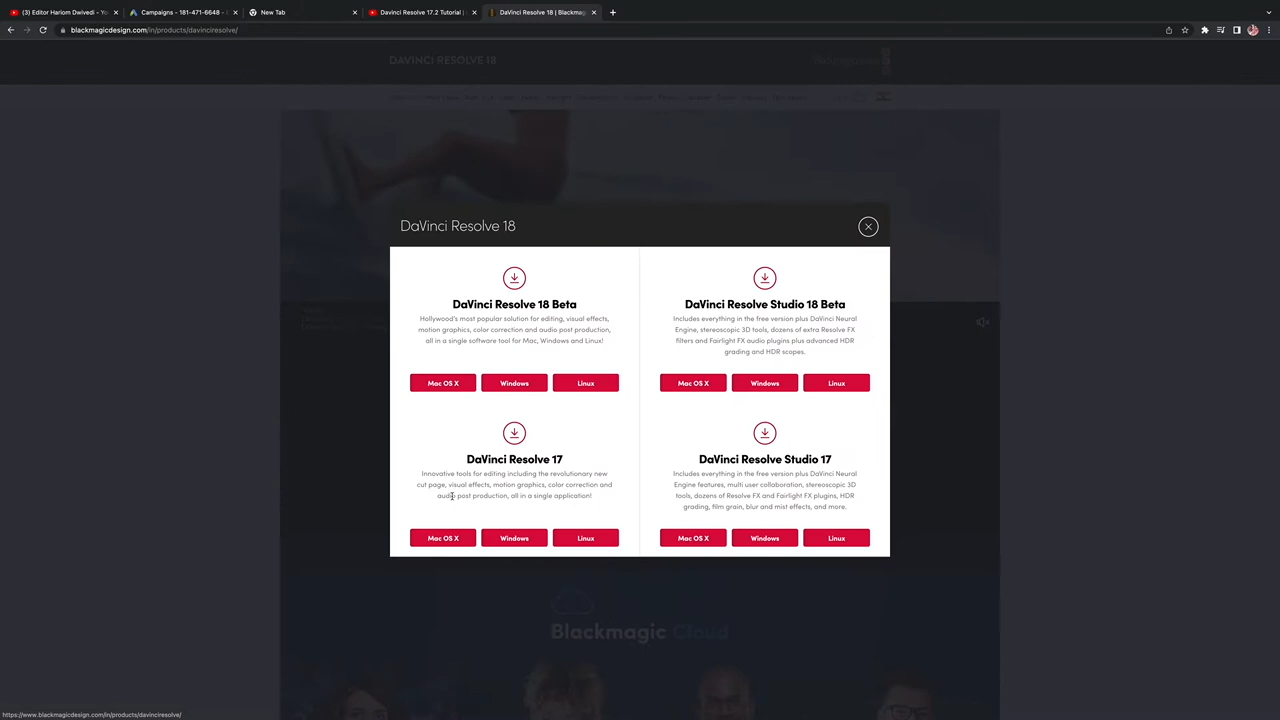 (3) Editor Hariom Dwivedi - Yo
Campaigns - 181-471-6648 -
New Tab
Davinci Resolve 17.2 Tutorial |
DaVinci Resolve 18 | Blackmag
blackmagicdesign.com/in/products/davinciresolve/
DAVINCI RESOLVE 18
DaVinci Resolve 18
DaVinci Resolve 18 Beta
Hollywood's most popular solution for editing, visual effects,
motion graphics, color correction and audio post production,
all in a single software tool for Mac, Windows and Linux!
Mac OS X
Windows
Linux
DaVinci Resolve Studio 18 Beta
Includes everything in the free version plus DaVinci Neural
Engine, stereoscopic 3D tools, dozens of extra Resolve FX
filters and Fairlight FX audio plugins plus advanced HDR
grading and HDR scopes.
Mac OS X
Windows
Linux
DaVinci Resolve 17
Innovative tools for editing including the revolutionary new
cut page, visual effects, motion graphics, color correction and
audio post production, all in a single application!
Mac OS X
Windows
Linux
DaVinci Resolve Studio 17
Includes everything in the free version plus DaVinci Neural
Engine features, multi user collaboration, stereoscopic 3D
tools, dozens of Resolve FX and Fairlight FX plugins, HDR
grading, film grain, blur and mist effects, and more.
Mac OS X
Windows
Linux
Blackmagic Cloud
https://www.blackmagicdesign.com/in/products/davinciresolve/